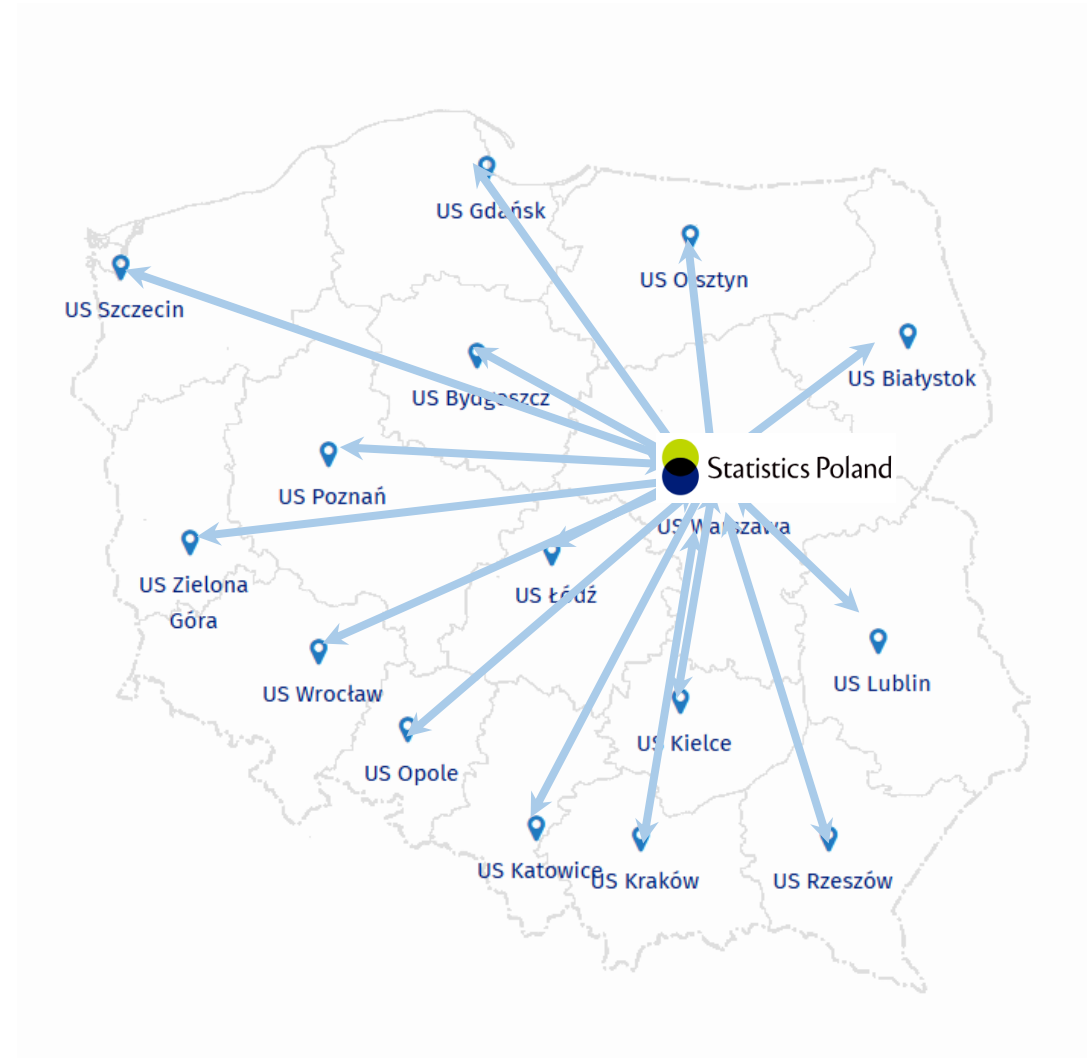 US Gdańsk
US Olsztyn
US Szczecin
US Białystok
US Bydgoszcz
Statistics Poland
US Poznań
US Warszawa
US Zielona
Góra
US Łódź
US Wrocław
US Lublin
US Kielce
US Opole
US Katowice
US Kraków
US Rzeszów